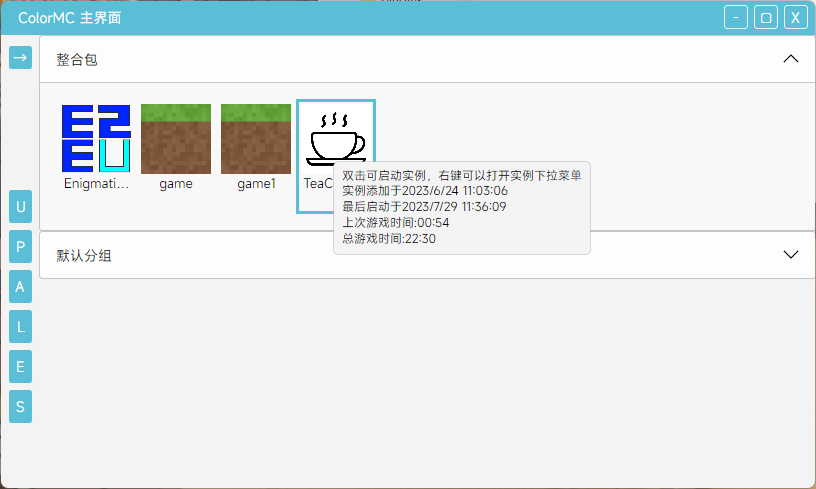 ColorMC 主界面
- X
→
整合包
Enigmati...
game
game1
双击可启动实例，右键可以打开实例下拉菜单
实例添加于2023/6/24 11:03:06
最后启动于2023/7/29 11:36:09
上次游戏时间:00:54
总游戏时间:22:30
默认分组
U
P
A
L
E
S